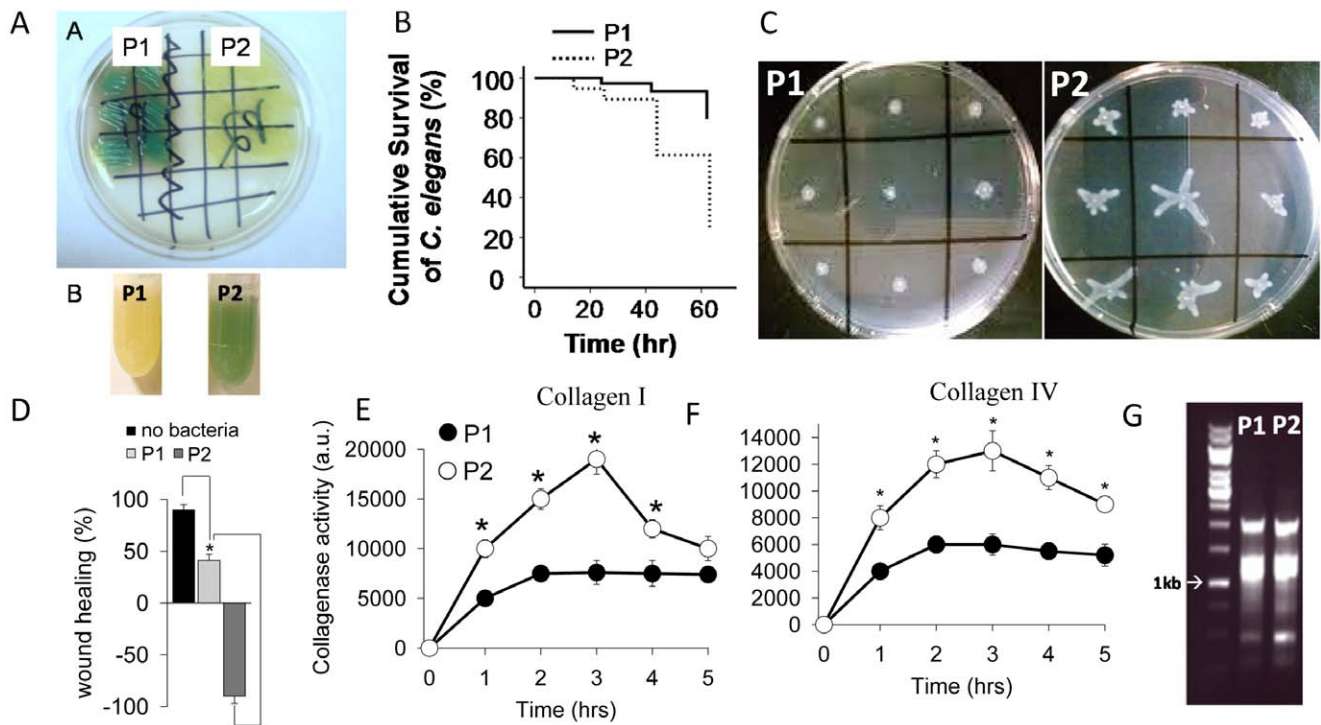 A
A
P1
P2
B
P1
P2
B
P1
P2
Cumulative Survival
of C. elegans (%)
100
80
60
40
20
0
0
20
40
60
Time (hr)
C
P1
P2
D
no bacteria
P1
P2
wound healing (%)
100
50
0
-50
-100
*
E
Collagen I
P1
P2
Collagenase activity (a.u.)
20000
15000
10000
5000
0
*
*
*
*
0
1
2
3
4
5
Time (hrs)
F
Collagen IV
14000
12000
10000
8000
6000
4000
2000
0
*
*
*
*
*
0
1
2
3
4
5
Time (hrs)
G
P1 P2
1kb→